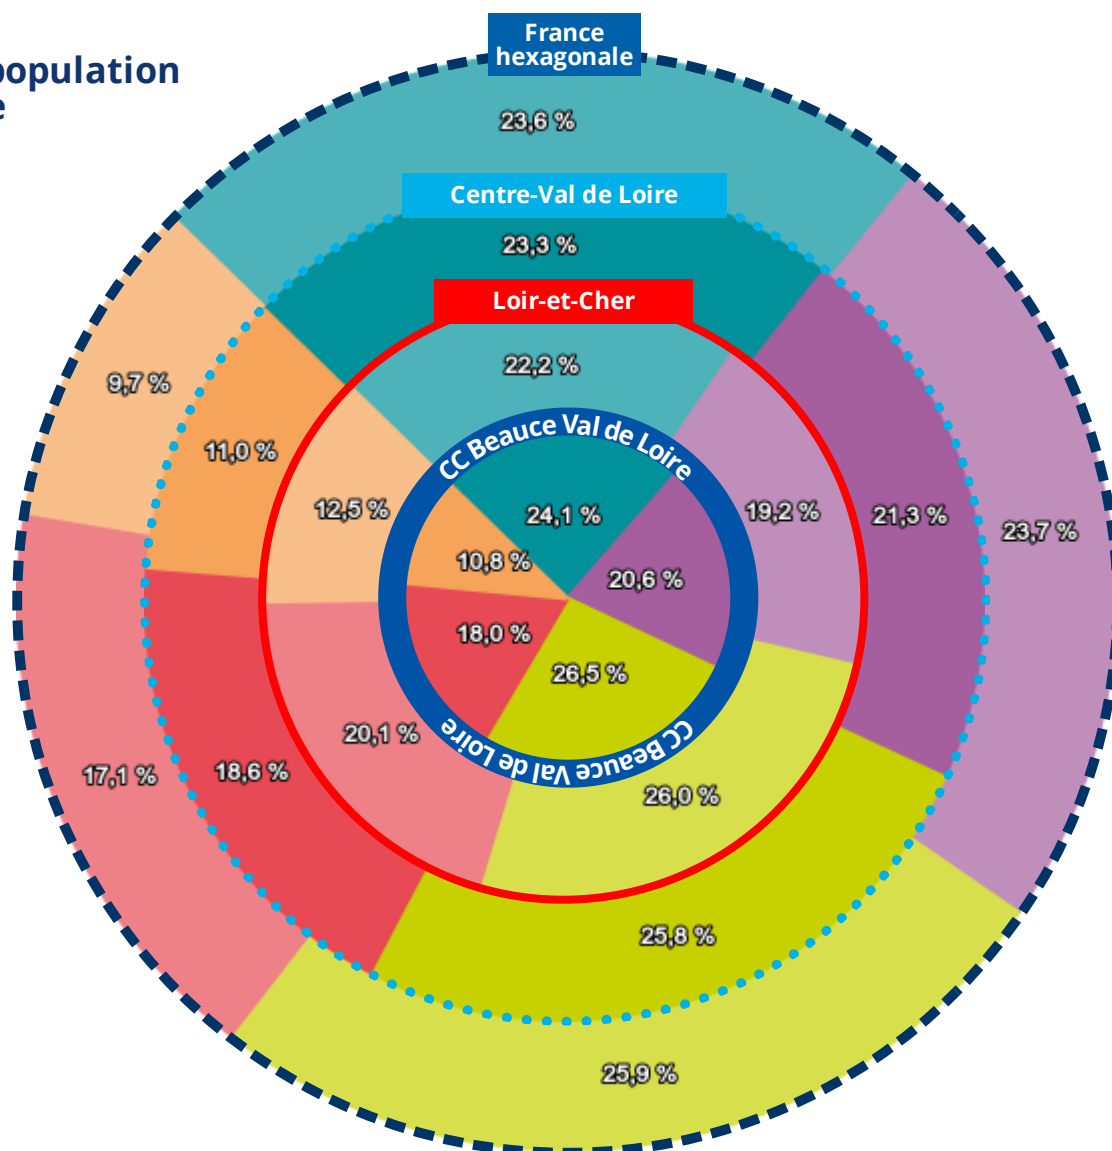 France
hexagonale
population
e
23,6 %
Centre-Val de Loire
23,3 %
Loir-et-Cher
22,2 %
9,7 %
CC Beauce Val de Loire
11,0 %
12,5 %
24,1 %
19,2 %
21,3 %
23,7 %
10,8 %
20,6 %
18,0 %
26,5 %
20,1 %
CC Beauce Val de Loire
17,1 %
18,6 %
26,0 %
25,8 %
25,9 %